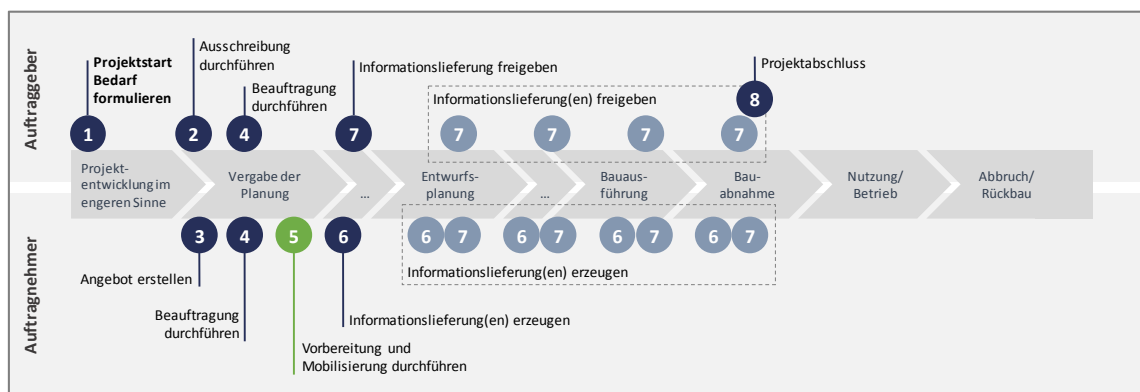 Auftraggeber
Projektstart
Bedarf
formulieren
Ausschreibung
durchführen
Beauftragung
durchführen
Informationslieferung freigeben
Informationslieferung(en) freigeben
Projektabschluss
1
2
4
7
7
7
7
7
8
Projekt-
entwicklung im
engeren Sinne
Vergabe der
Planung
...
Entwurfs-
planung
...
Bauaus-
führung
Bau-
abnahme
Nutzung/
Betrieb
Abbruch/
Rückbau
Auftragnehmer
3
4
5
6
6 7
6 7
6 7
6 7
Angebot erstellen
Informationslieferung(en) erzeugen
Beauftragung
durchführen
Informationslieferung(en) erzeugen
Vorbereitung und
Mobilisierung durchführen